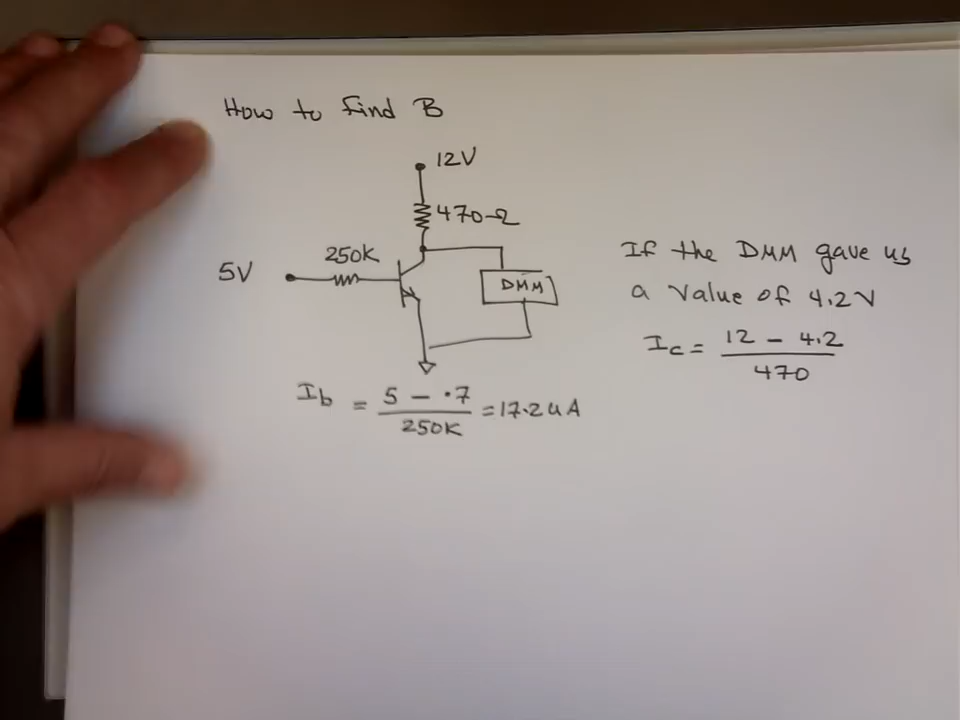 How to find B
12V
470Ω
250K
5V
DMM
Ib = 5 - .7 / 250K = 17.2uA
If the DMM gave us
a value of 4.2V
Ic = 12 - 4.2 / 470